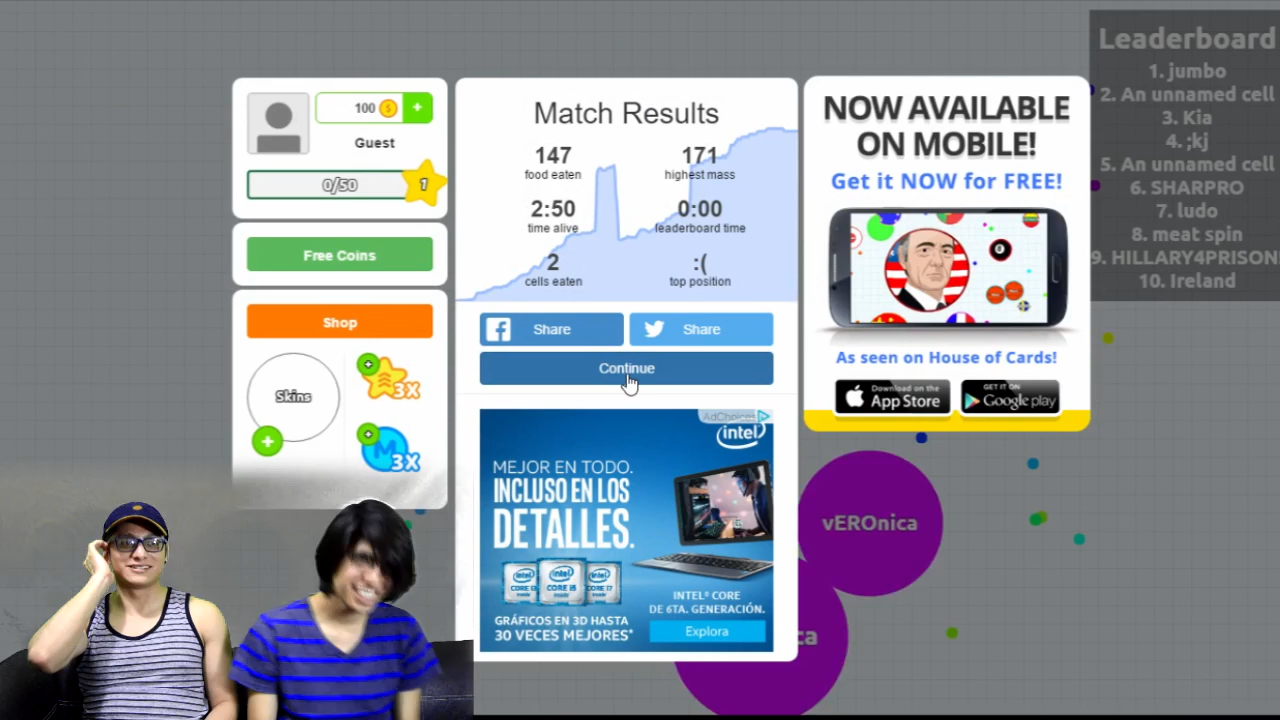 100
+
Guest
0/50
1
Free Coins
Shop
Skins
3X
+
M
3X
Match Results
147
food eaten
171
highest mass
2:50
time alive
0:00
leaderboard time
2
cells eaten
:(
top position
Share
Share
Continue
AdChoices
intel
MEJOR EN TODO.
INCLUSO EN LOS
DETALLES.
GRÁFICOS EN 3D HASTA
30 VECES MEJORES*
INTEL® CORE
DE 6TA. GENERACIÓN.
Explora
NOW AVAILABLE
ON MOBILE!
Get it NOW for FREE!
As seen on House of Cards!
Download on the
App Store
GET IT ON
Google play
vERONica
ca
Leaderboard
1. jumbo
2. An unnamed cell
3. Kia
4. ;kj
5. An unnamed cell
6. SHARPRO
7. ludo
8. meat spin
9. HILLARY4PRISON
10. Ireland